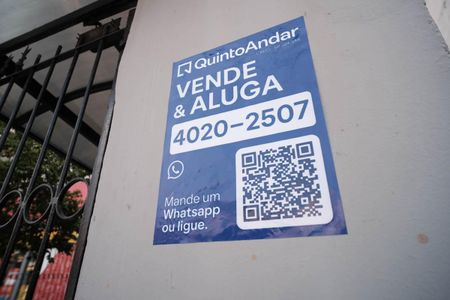 QuintoAndar
VENDE
& ALUGA
4020-2507
Mande um
Whatsapp
ou ligue.